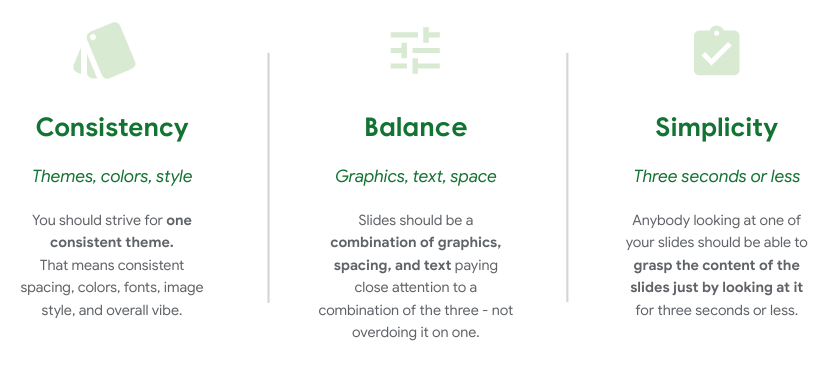 Consistency
Themes, colors, style
You should strive for one
consistent theme.
That means consistent
spacing, colors, fonts, image
style, and overall vibe.
Balance
Graphics, text, space
Slides should be a
combination of graphics,
spacing, and text paying
close attention to a
combination of the three - not
overdoing it on one.
Simplicity
Three seconds or less
Anybody looking at one of
your slides should be able to
grasp the content of the
slides just by looking at it
for three seconds or less.